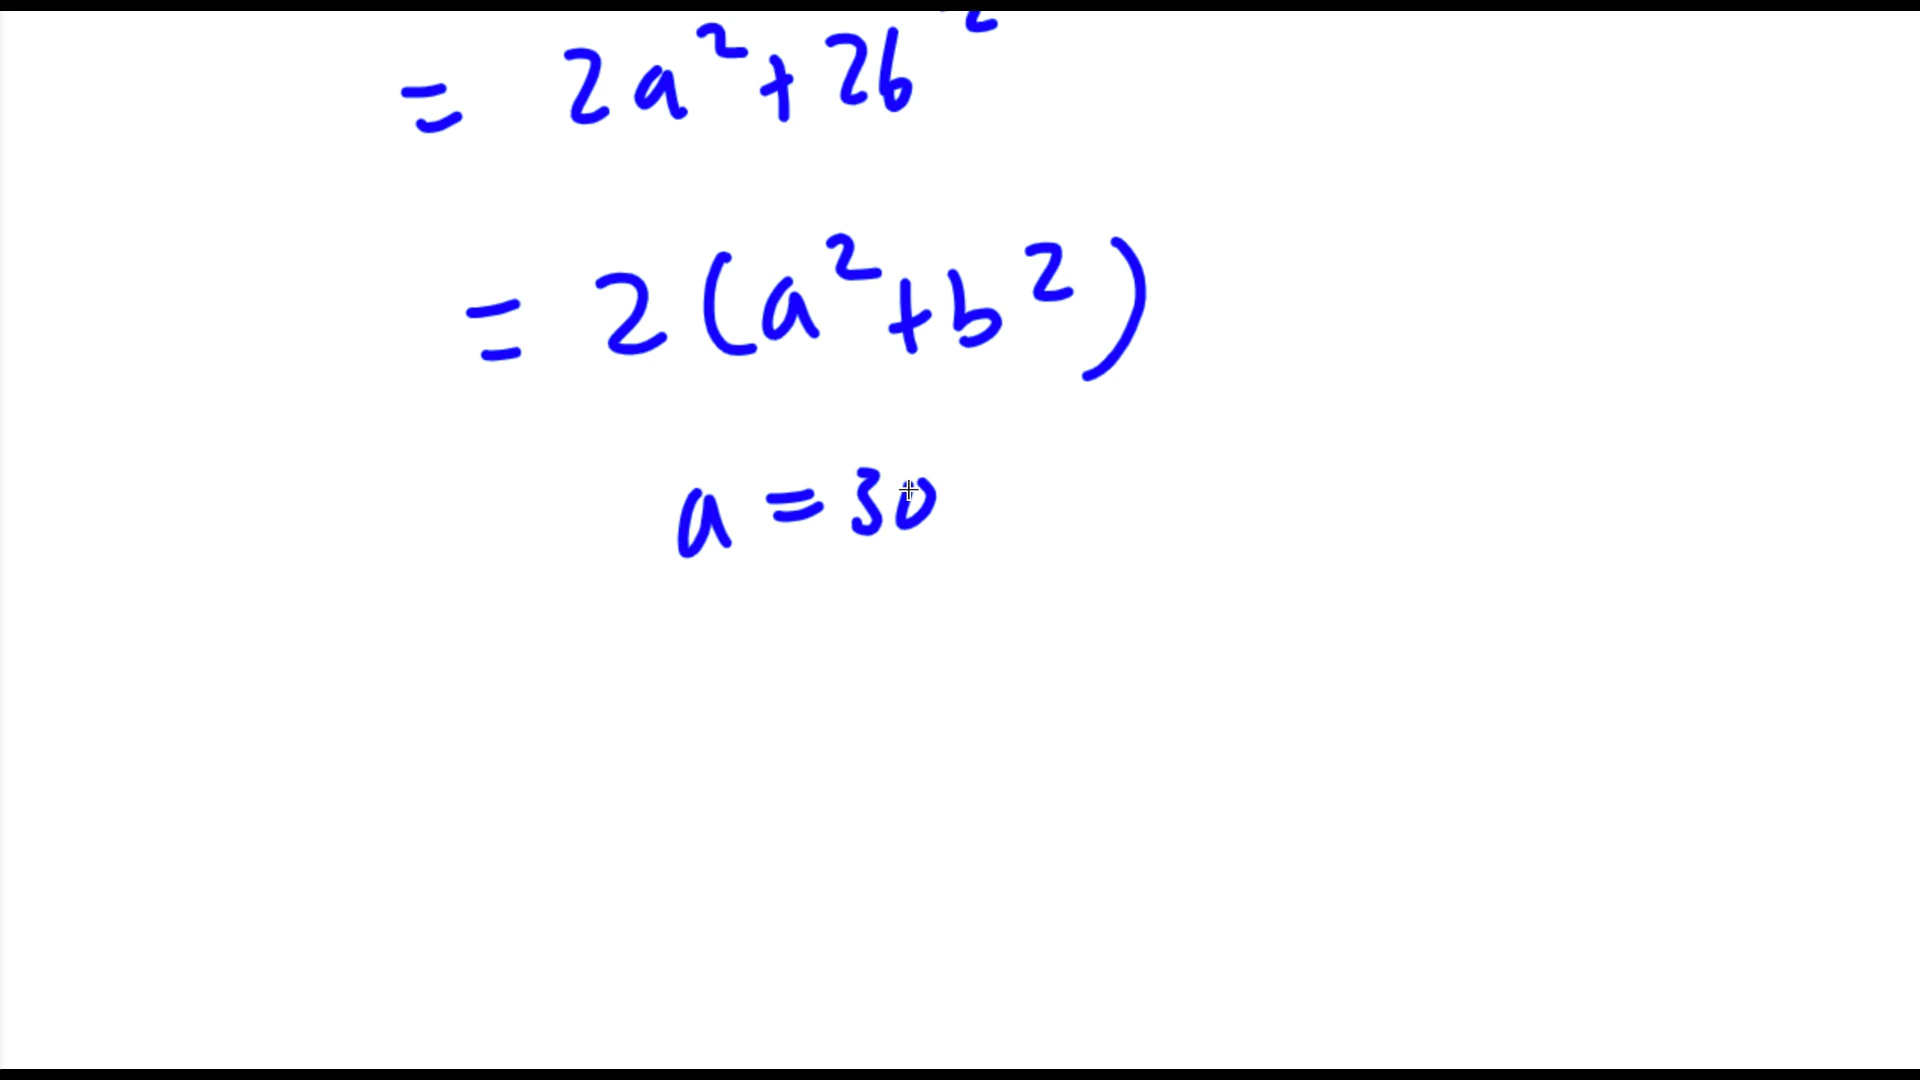 = 2a²+2b²
= 2(a²+b²)
a = 30